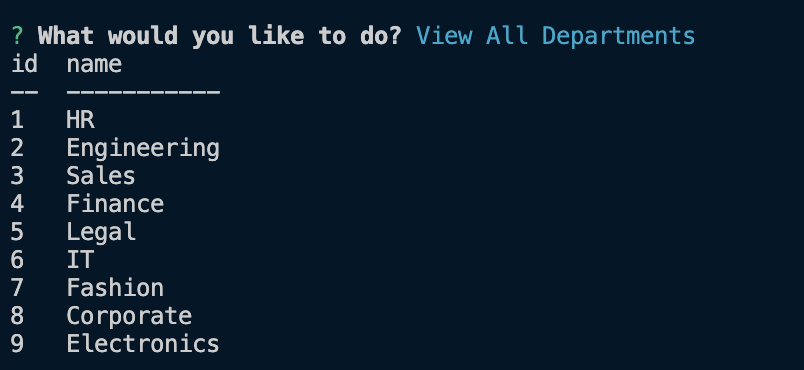 ? What would you like to do? View All Departments
id  name
--  -----------
1   HR
2   Engineering
3   Sales
4   Finance
5   Legal
6   IT
7   Fashion
8   Corporate
9   Electronics